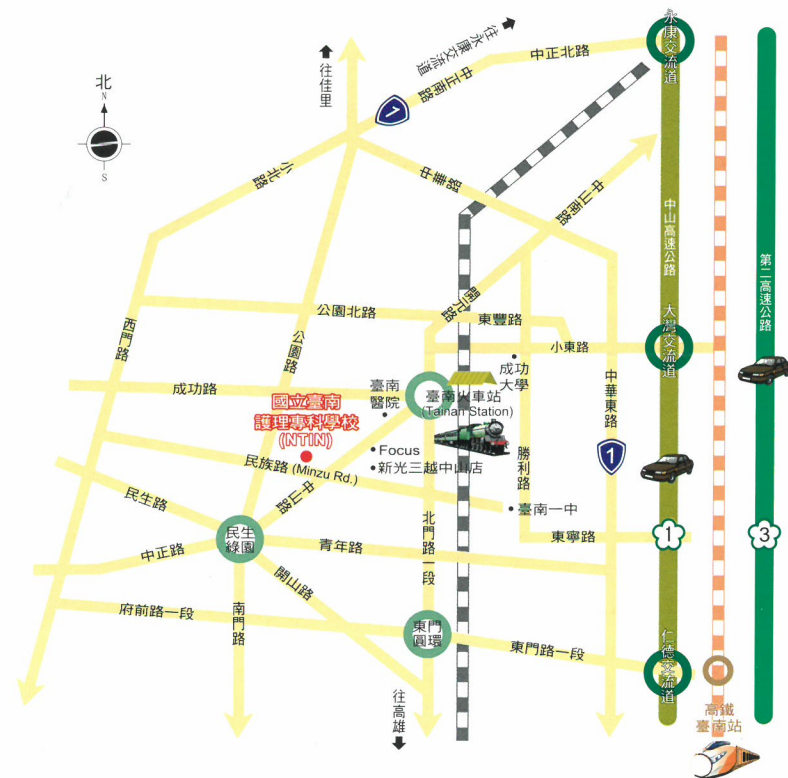 永康交流道
往永康交流道
中正北路
往佳里
中正南路
1
北
N
S
小北路
中華路
中山南路
中山高速公路
第二高速公路
西門路
公園北路
公園路
開元路
東豐路
小東路
大灣交流道
成功路
臺南
醫院
成功
大學
臺南火車站
(Tainan Station)
中華東路
國立臺南
護理專科學校
(NTIN)
Focus
新光三越中山店
民族路 (Minzu Rd.)
勝利路
1
民生路
中山路
臺南一中
民生
綠園
中正路
青年路
北門路一段
東寧路
1
3
開山路
府前路一段
南門路
東門
圓環
東門路一段
仁德交流道
往高雄
高鐵
臺南站